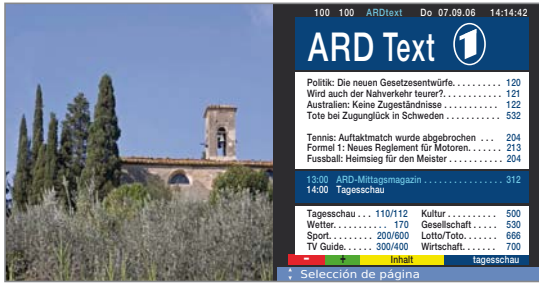 100 100 ARDtext Do 07.09.06 14:14:42
ARD Text 1
Politik: Die neuen Gesetzesentwürfe.......... 120
Wird auch der Nahverkehr teurer?............ 121
Australien: Keine Zugeständnisse ............ 122
Tote bei Zugunglück in Schweden ............ 532
Tennis: Auftaktmatch wurde abgebrochen ... 204
Formel 1: Neues Reglement für Motoren....... 213
Fussball: Heimsieg für den Meister ........... 204
13:00 ARD-Mittagsmagazin ................ 312
14:00 Tagesschau
Tagesschau ... 110/112 Kultur .......... 500
Wetter.......... 170 Gesellschaft ..... 530
Sport......... 200/600 Lotto/Toto....... 666
TV Guide...... 300/400 Wirtschaft....... 700
- + Inhalt tagesschau
Selección de página